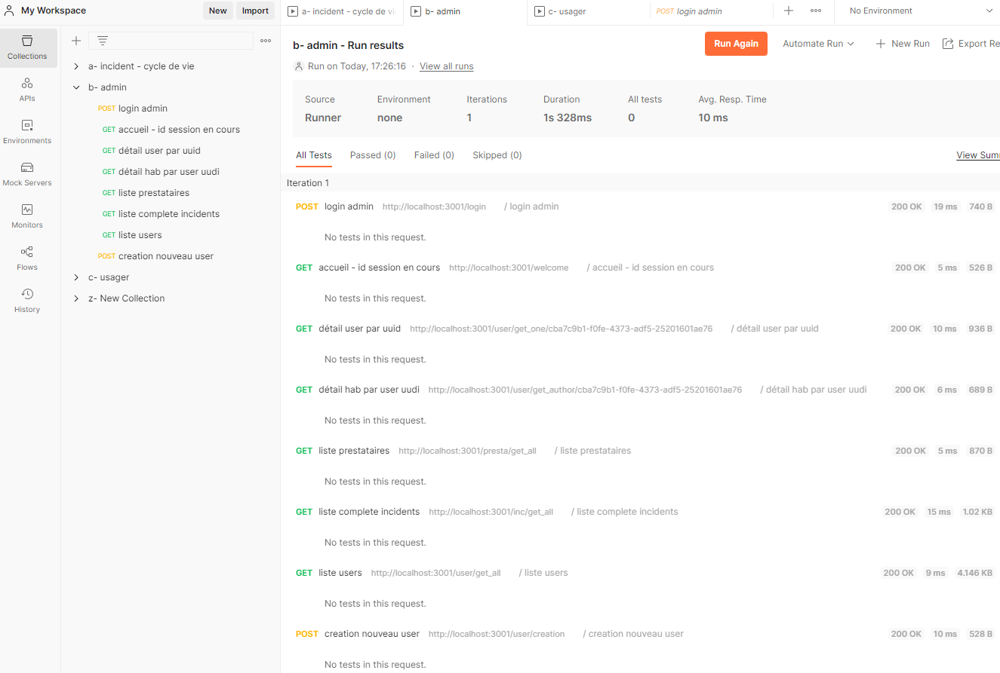 My Workspace
New
Import
a- incident - cycle de vi
b- admin
c- usager
POST login admin
No Environment
Collections
APIs
Environments
Mock Servers
Monitors
Flows
History
a- incident - cycle de vie
b- admin
POST login admin
GET accueil - id session en cours
GET détail user par uuid
GET détail hab par user uudi
GET liste prestataires
GET liste complete incidents
GET liste users
POST creation nouveau user
c- usager
z- New Collection
b- admin - Run results
Run Again
Automate Run
New Run
Export Re
Run on Today, 17:26:16 · View all runs
Source Environment Iterations Duration All tests Avg. Resp. Time
Runner none 1 1s 328ms 0 10 ms
All Tests Passed (0) Failed (0) Skipped (0) View Sum
Iteration 1
POST login admin http://localhost:3001/login / login admin 200 OK 19 ms 740 B
No tests in this request.
GET accueil - id session en cours http://localhost:3001/welcome / accueil - id session en cours 200 OK 5 ms 526 B
No tests in this request.
GET détail user par uuid http://localhost:3001/user/get_one/cba7c9b1-f0fe-4373-adf5-25201601ae76 / détail user par uuid 200 OK 10 ms 936 B
No tests in this request.
GET détail hab par user uudi http://localhost:3001/user/get_author/cba7c9b1-f0fe-4373-adf5-25201601ae76 / détail hab par user uudi 200 OK 6 ms 689 B
No tests in this request.
GET liste prestataires http://localhost:3001/presta/get_all / liste prestataires 200 OK 5 ms 870 B
No tests in this request.
GET liste complete incidents http://localhost:3001/inc/get_all / liste complete incidents 200 OK 15 ms 1.02 KB
No tests in this request.
GET liste users http://localhost:3001/user/get_all / liste users 200 OK 9 ms 4.146 KB
No tests in this request.
POST creation nouveau user http://localhost:3001/user/creation / creation nouveau user 200 OK 10 ms 528 B
No tests in this request.